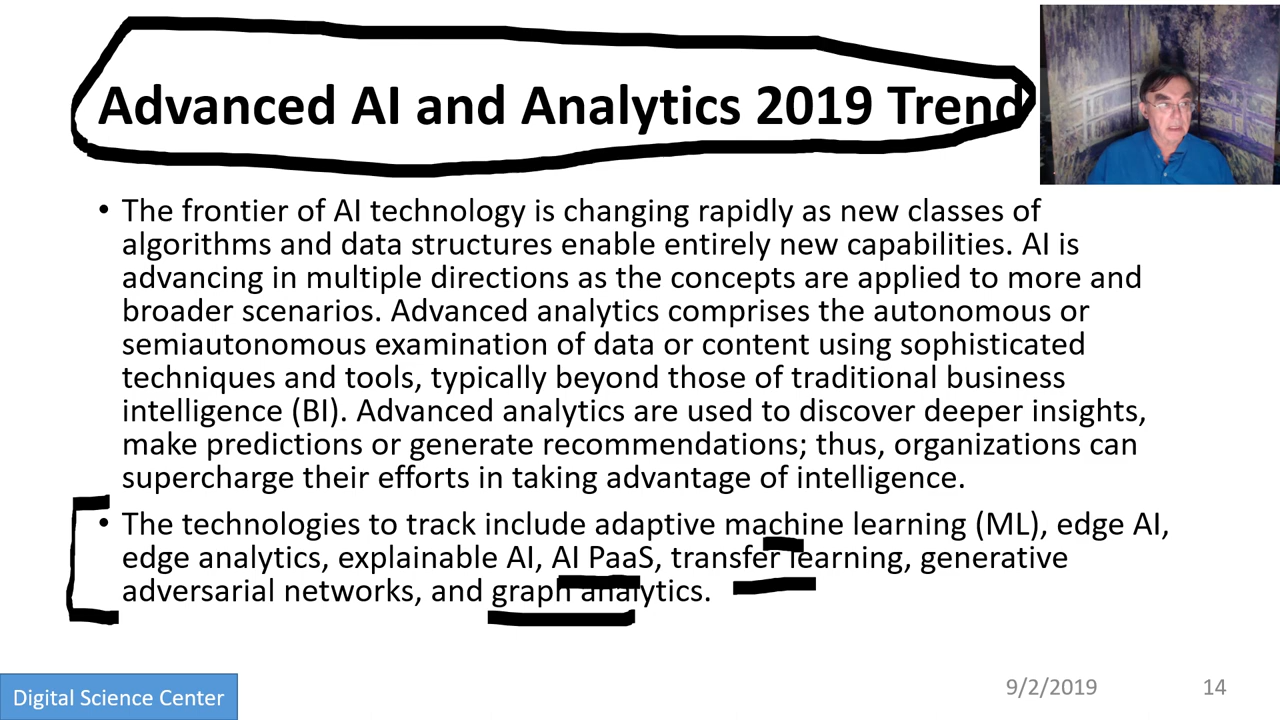 Advanced AI and Analytics 2019 Trend
• The frontier of AI technology is changing rapidly as new classes of
algorithms and data structures enable entirely new capabilities. AI is
advancing in multiple directions as the concepts are applied to more and
broader scenarios. Advanced analytics comprises the autonomous or
semiautonomous examination of data or content using sophisticated
techniques and tools, typically beyond those of traditional business
intelligence (BI). Advanced analytics are used to discover deeper insights,
make predictions or generate recommendations; thus, organizations can
supercharge their efforts in taking advantage of intelligence.
• The technologies to track include adaptive machine learning (ML), edge AI,
edge analytics, explainable AI, AI PaaS, transfer learning, generative
adversarial networks, and graph analytics.
Digital Science Center
9/2/2019
14